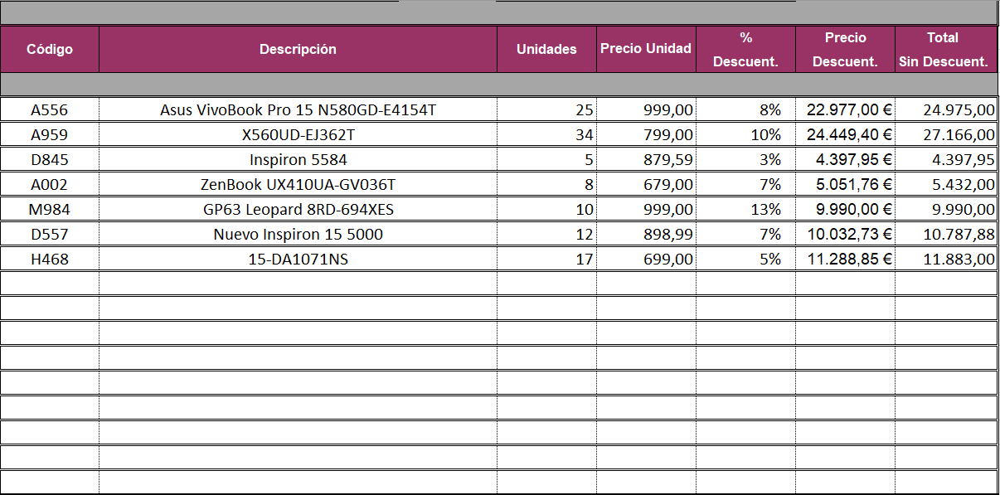 Código Descripción Unidades Precio Unidad % Descuent. Precio Descuent. Total Sin Descuent.
A556 Asus VivoBook Pro 15 N580GD-E4154T 25 999,00 8% 22.977,00 € 24.975,00
A959 X560UD-EJ362T 34 799,00 10% 24.449,40 € 27.166,00
D845 Inspiron 5584 5 879,59 3% 4.397,95 € 4.397,95
A002 ZenBook UX410UA-GV036T 8 679,00 7% 5.051,76 € 5.432,00
M984 GP63 Leopard 8RD-694XES 10 999,00 13% 9.990,00 € 9.990,00
D557 Nuevo Inspiron 15 5000 12 898,99 7% 10.032,73 € 10.787,88
H468 15-DA1071NS 17 699,00 5% 11.288,85 € 11.883,00